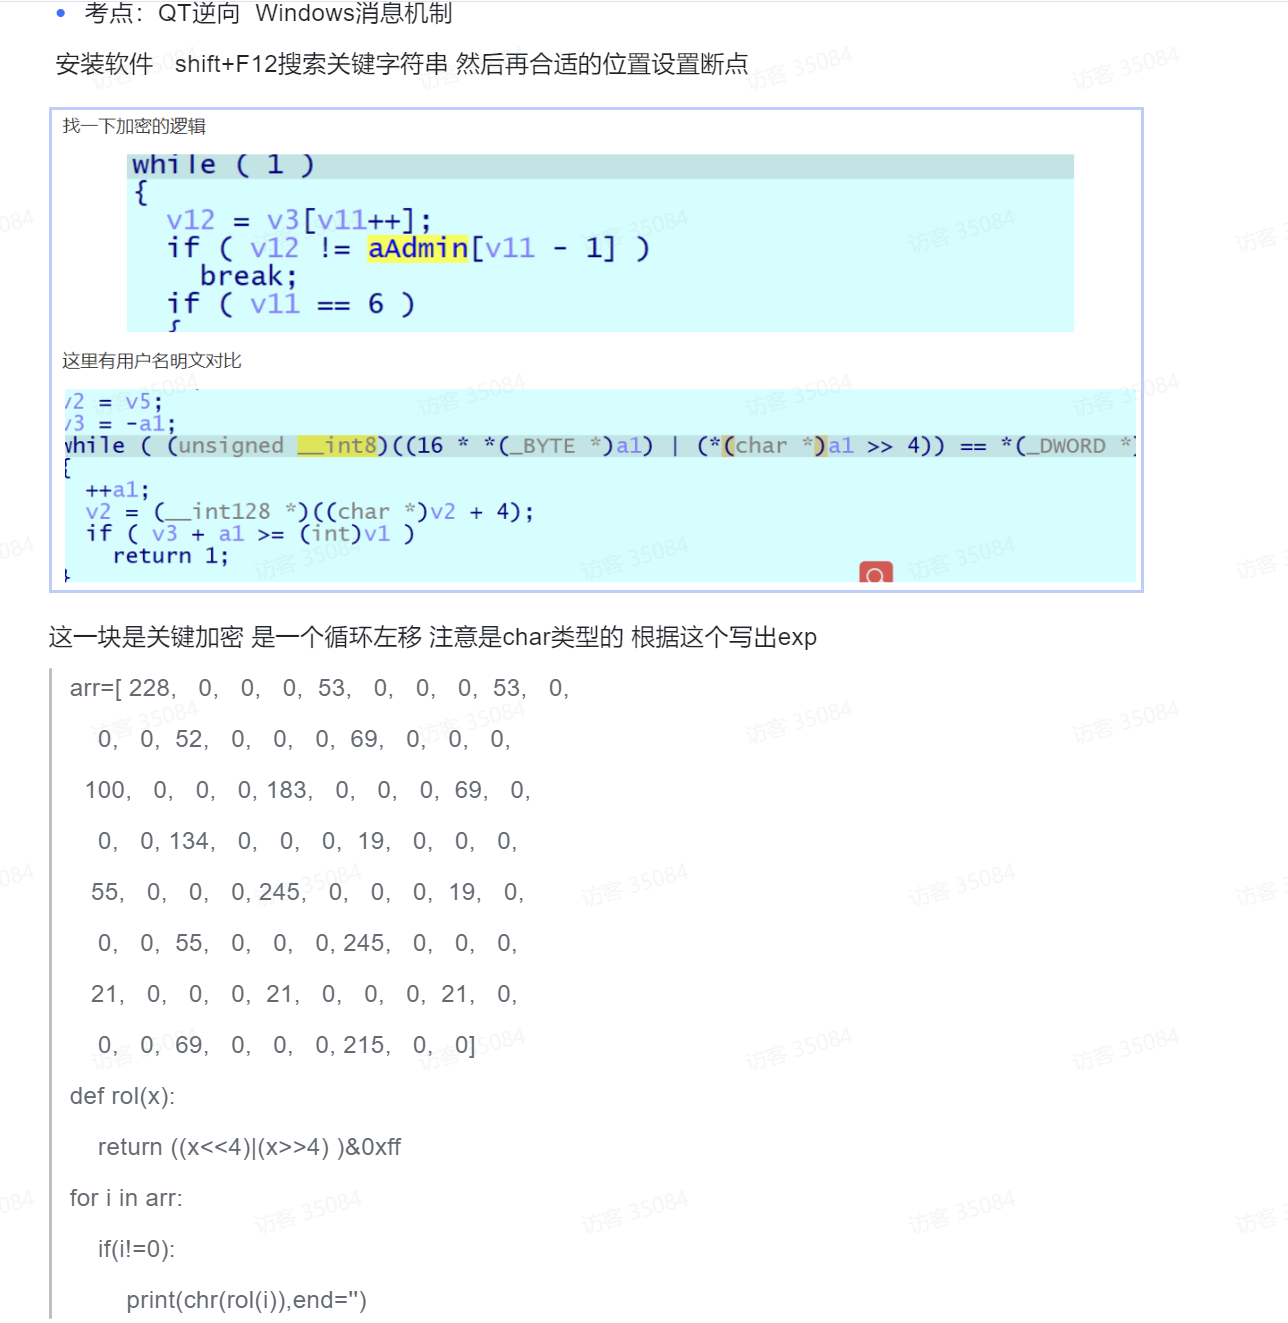 考点：QT逆向 Windows消息机制
安装软件 shift+F12搜索关键字符串 然后再合适的位置设置断点
找一下加密的逻辑
while ( 1 )
{
v12 = v3[v11++];
if ( v12 != aAdmin[v11 - 1] )
break;
if ( v11 == 6 )
{
这里有用户名明文对比
v2 = v5;
v3 = -a1;
while ( (unsigned __int8)((16 * *(_BYTE *)a1) | (*(char *)a1 >> 4)) == *(_DWORD *)
{
++a1;
v2 = (__int128 *)((char *)v2 + 4);
if ( v3 + a1 >= (int)v1 )
return 1;
}
这一块是关键加密 是一个循环左移 注意是char类型的 根据这个写出exp
arr=[ 228, 0, 0, 0, 53, 0, 0, 0, 53, 0,
0, 0, 52, 0, 0, 0, 69, 0, 0, 0,
100, 0, 0, 0, 183, 0, 0, 0, 69, 0,
0, 0, 134, 0, 0, 0, 19, 0, 0, 0,
55, 0, 0, 0, 245, 0, 0, 0, 19, 0,
0, 0, 55, 0, 0, 0, 245, 0, 0, 0,
21, 0, 0, 0, 21, 0, 0, 0, 21, 0,
0, 0, 69, 0, 0, 0, 215, 0, 0]
def rol(x):
return ((x<<4)|(x>>4) )&0xff
for i in arr:
if(i!=0):
print(chr(rol(i)),end='')
访客 35084